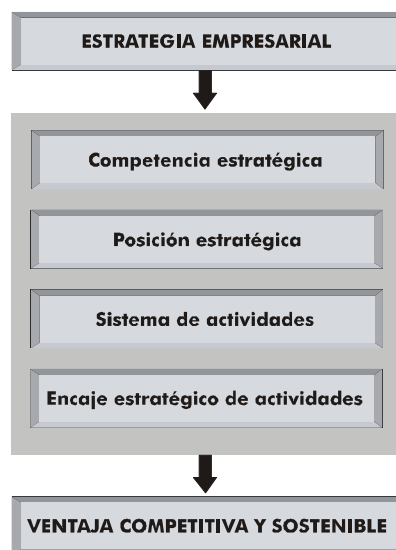 ESTRATEGIA EMPRESARIAL
Competencia estratégica
Posición estratégica
Sistema de actividades
Encaje estratégico de actividades
VENTAJA COMPETITIVA Y SOSTENIBLE